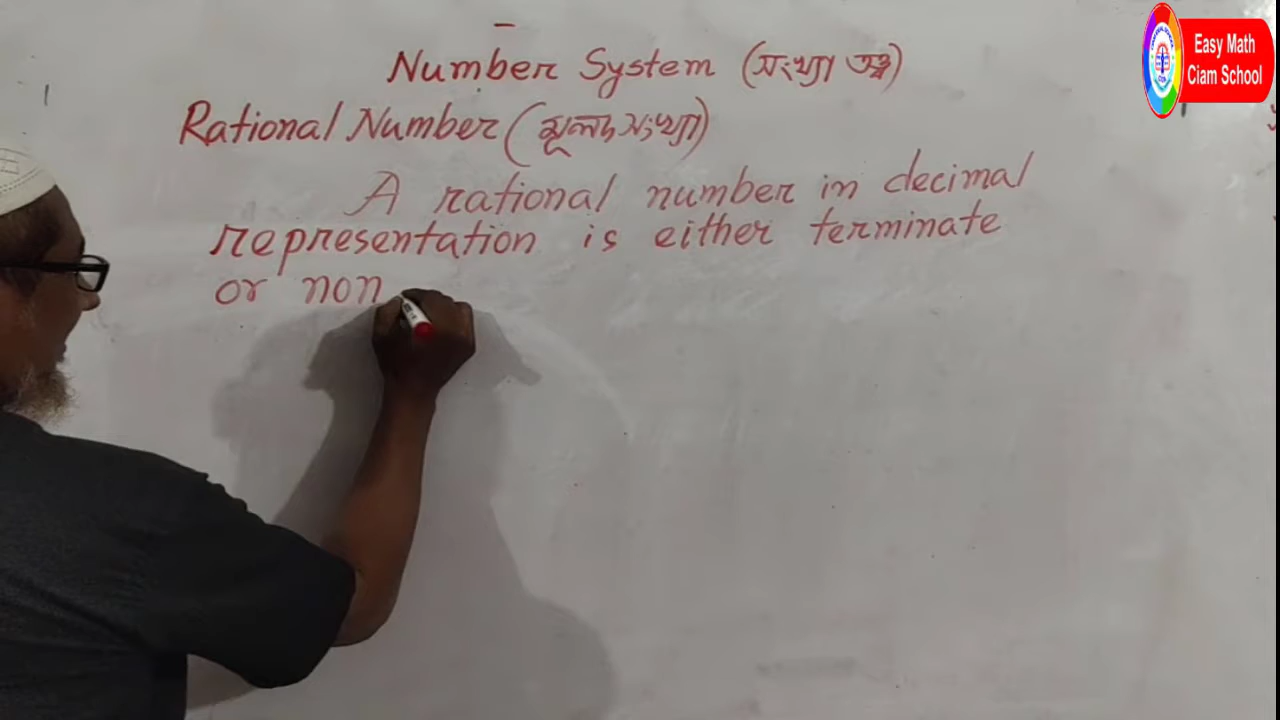 Number System (সংখ্যা তত্ত্ব)
Rational Number (মূলদ সংখ্যা)
A rational number in decimal
representation is either terminate
or non
Easy Math
Ciam School